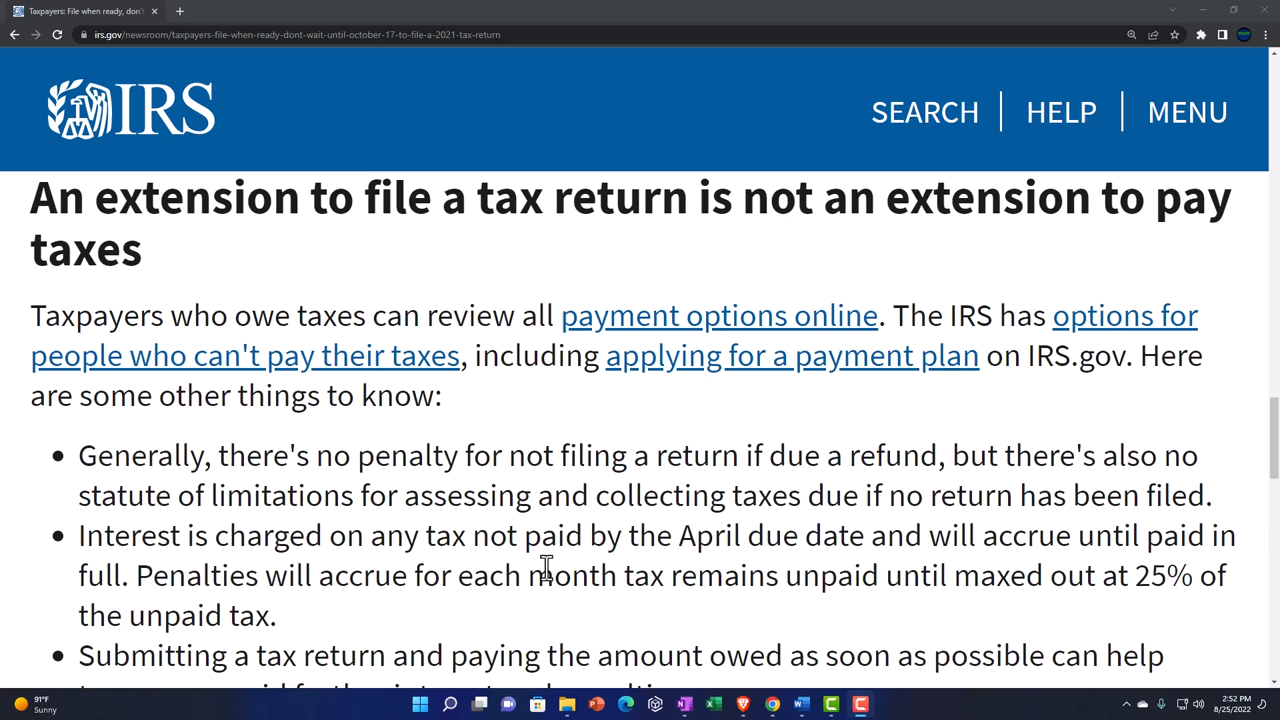 Taxpayers: File when ready, don't
irs.gov/newsroom/taxpayers-file-when-ready-dont-wait-until-october-17-to-file-a-2021-tax-return
IRS
SEARCH | HELP | MENU
An extension to file a tax return is not an extension to pay
taxes
Taxpayers who owe taxes can review all payment options online. The IRS has options for
people who can't pay their taxes, including applying for a payment plan on IRS.gov. Here
are some other things to know:
• Generally, there's no penalty for not filing a return if due a refund, but there's also no
statute of limitations for assessing and collecting taxes due if no return has been filed.
• Interest is charged on any tax not paid by the April due date and will accrue until paid in
full. Penalties will accrue for each month tax remains unpaid until maxed out at 25% of
the unpaid tax.
• Submitting a tax return and paying the amount owed as soon as possible can help
91°F
Sunny
2:52 PM
8/25/2022